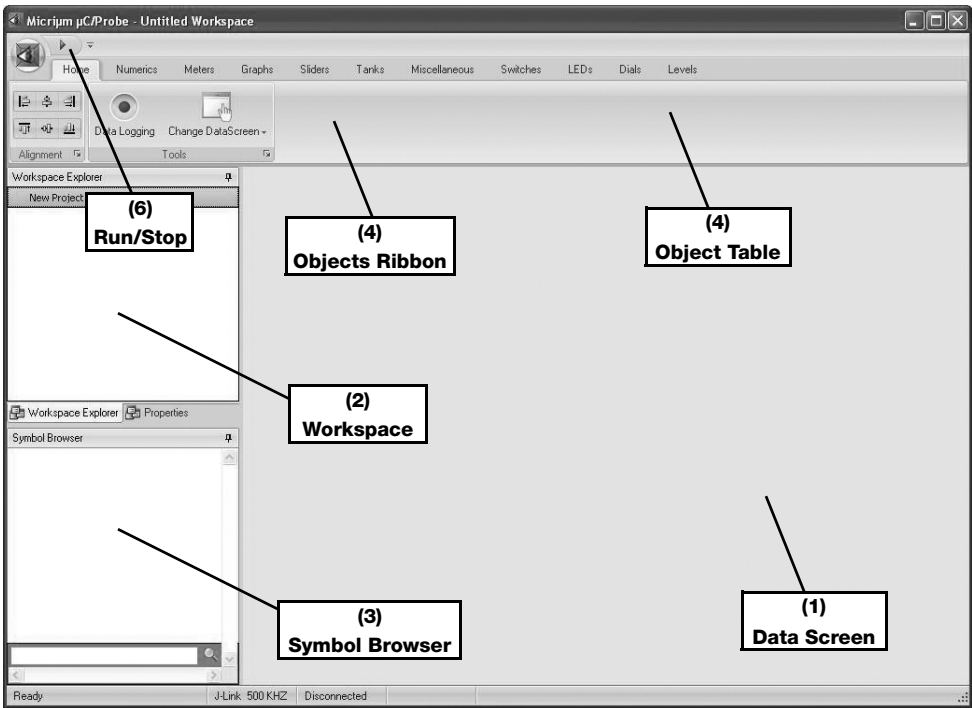 Micriµm µC/Probe - Untitled Workspace
Home Numerics Meters Graphs Sliders Tanks Miscellaneous Switches LEDs Dials Levels
Data Logging Change DataScreen
Alignment Tools
Workspace Explorer
New Project
(6)
Run/Stop
(4)
Objects Ribbon
(4)
Object Table
(2)
Workspace
Workspace Explorer Properties
Symbol Browser
(3)
Symbol Browser
(1)
Data Screen
Ready J-Link 500 KHZ Disconnected